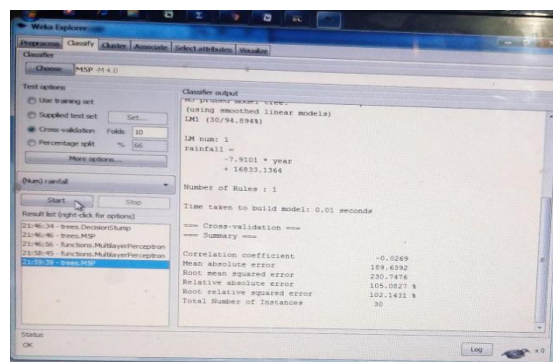 Weka Explorer
Preprocess Classify Cluster Associate Select attributes Visualize
Classifier
Choose M5P -M 4.0
Test options
Use training set
Supplied test set Set...
Cross-validation Folds 10
Percentage split % 66
More options...
(Num) rainfall
Start Stop
Result list (right-click for options)
21:46:34 - trees.DecisionStump
21:46:46 - trees.M5P
21:46:56 - functions.MultilayerPerceptron
21:58:45 - functions.MultilayerPerceptron
21:59:39 - trees.M5P
Classifier output
M5 pruned model tree:
(using smoothed linear models)
LM1 (30/94.894%)
LM num: 1
rainfall =
-7.9101 * year
+ 16833.1364
Number of Rules : 1
Time taken to build model: 0.01 seconds
=== Cross-validation ===
=== Summary ===
Correlation coefficient -0.0269
Mean absolute error 189.6392
Root mean squared error 230.7476
Relative absolute error 105.0827 %
Root relative squared error 102.1431 %
Total Number of Instances 30
Status
OK
Log
x 0